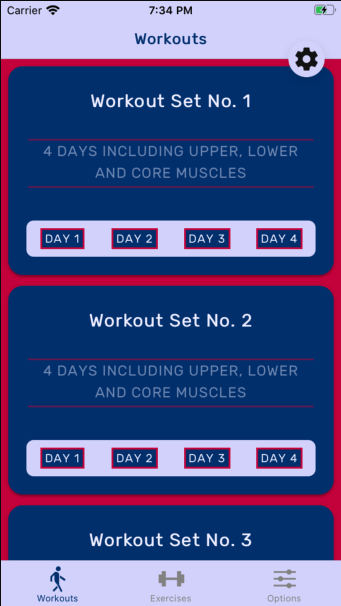 Carrier 7:34 PM
Workouts
Workout Set No. 1
4 DAYS INCLUDING UPPER, LOWER
AND CORE MUSCLES
DAY 1 DAY 2 DAY 3 DAY 4
Workout Set No. 2
4 DAYS INCLUDING UPPER, LOWER
AND CORE MUSCLES
DAY 1 DAY 2 DAY 3 DAY 4
Workout Set No. 3
Workouts Exercises Options